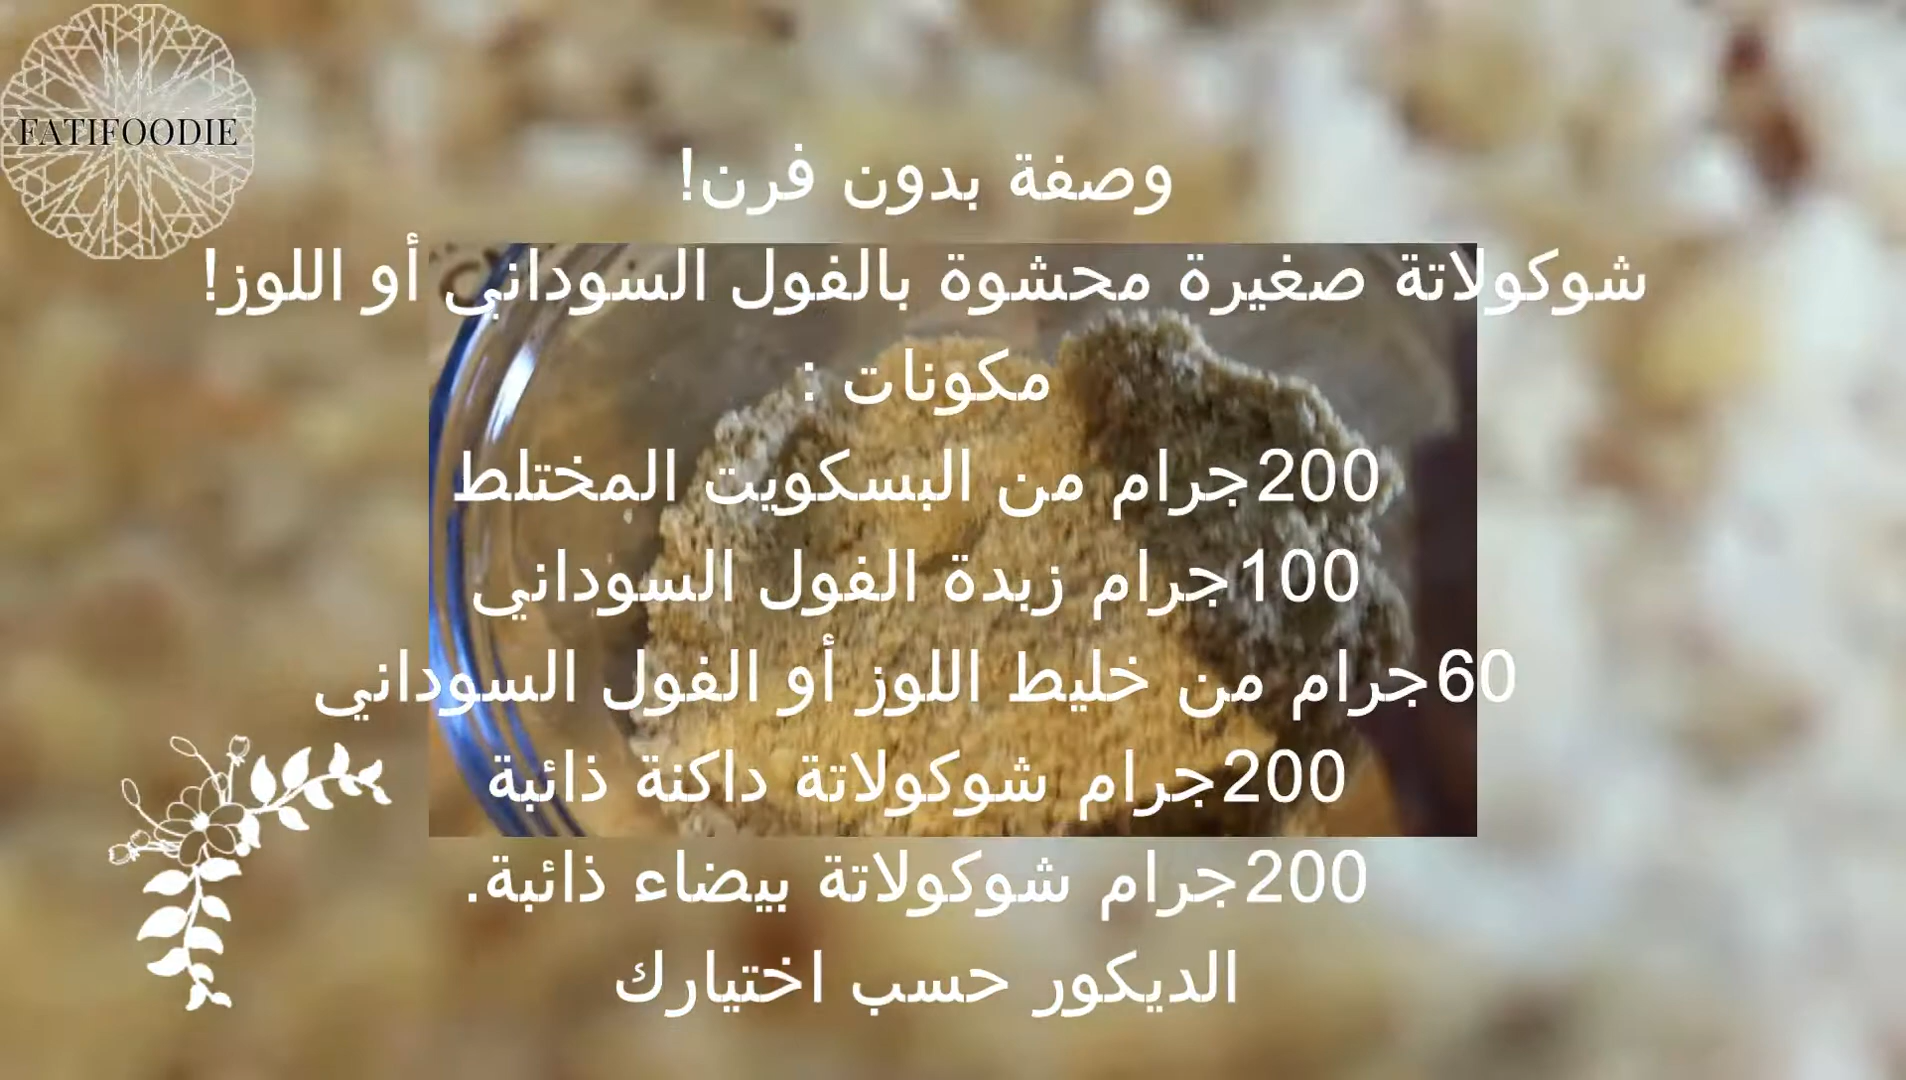 FATIFOODIE
وصفة بدون فرن!
شوكولاتة صغيرة محشوة بالفول السوداني أو اللوز!
مكونات :
200جرام من البسكويت المختلط
100جرام زبدة الفول السوداني
60جرام من خليط اللوز أو الفول السوداني
200جرام شوكولاتة داكنة ذائبة
200جرام شوكولاتة بيضاء ذائبة.
الديكور حسب اختيارك